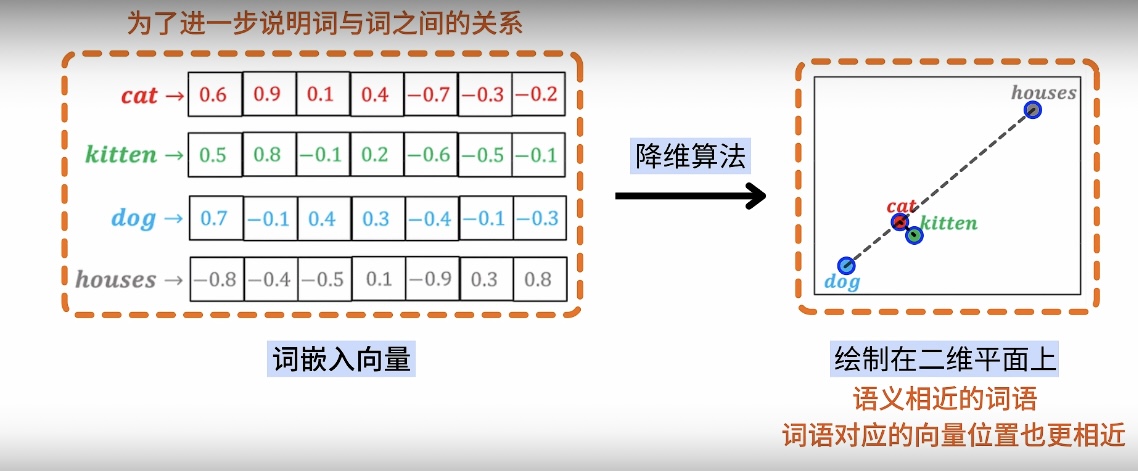 为了进一步说明词与词之间的关系
cat → 0.6 0.9 0.1 0.4 −0.7 −0.3 −0.2
kitten → 0.5 0.8 −0.1 0.2 −0.6 −0.5 −0.1
dog → 0.7 −0.1 0.4 0.3 −0.4 −0.1 −0.3
houses → −0.8 −0.4 −0.5 0.1 −0.9 0.3 0.8
词嵌入向量
降维算法
houses
cat
kitten
dog
绘制在二维平面上
语义相近的词语
词语对应的向量位置也更相近